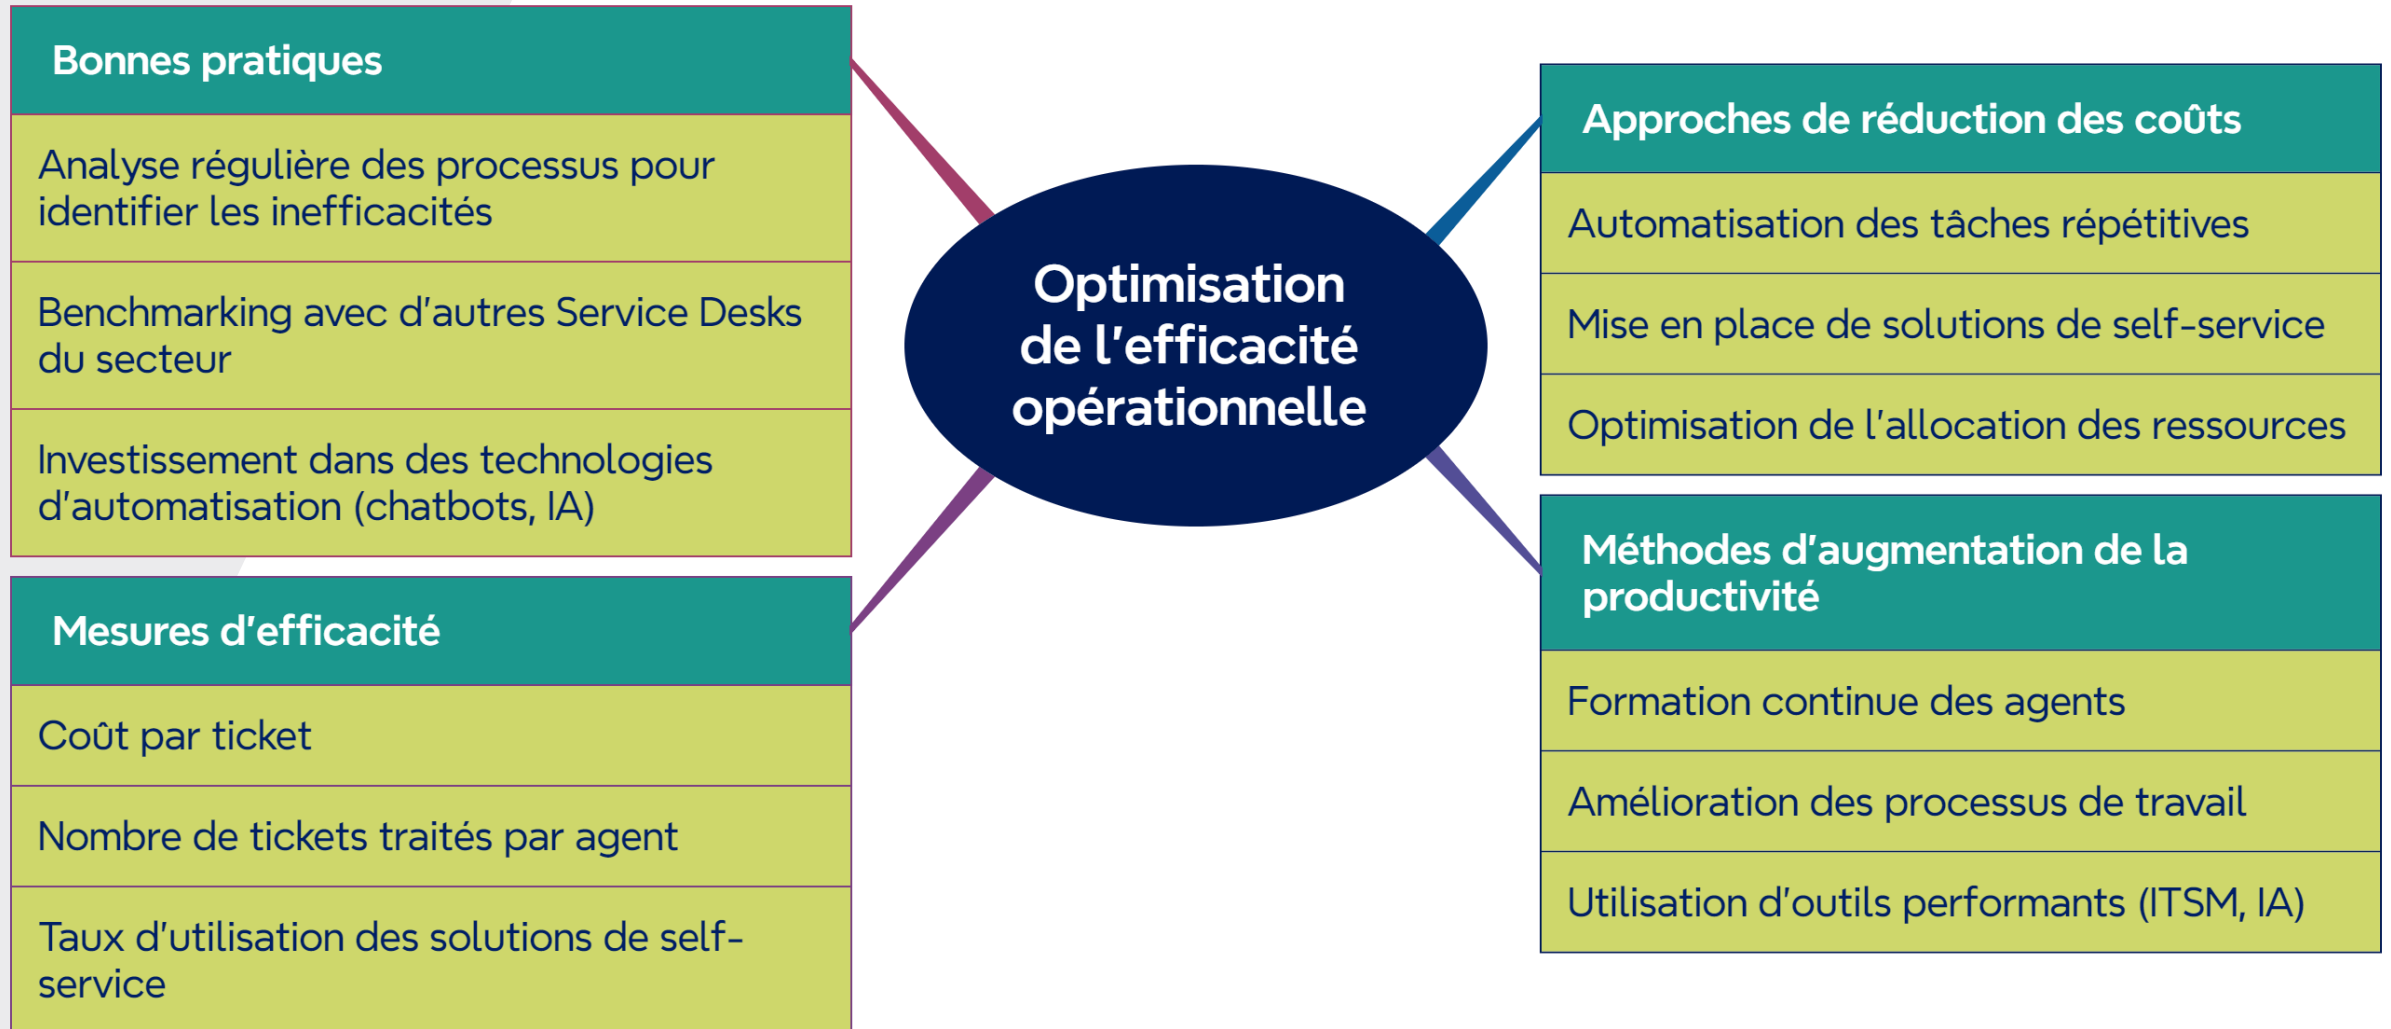 Bonnes pratiques
Analyse régulière des processus pour
identifier les inefficacités
Benchmarking avec d'autres Service Desks
du secteur
Investissement dans des technologies
d'automatisation (chatbots, IA)
Mesures d'efficacité
Coût par ticket
Nombre de tickets traités par agent
Taux d'utilisation des solutions de self-
service
Optimisation
de l'efficacité
opérationnelle
Approches de réduction des coûts
Automatisation des tâches répétitives
Mise en place de solutions de self-service
Optimisation de l'allocation des ressources
Méthodes d'augmentation de la
productivité
Formation continue des agents
Amélioration des processus de travail
Utilisation d'outils performants (ITSM, IA)